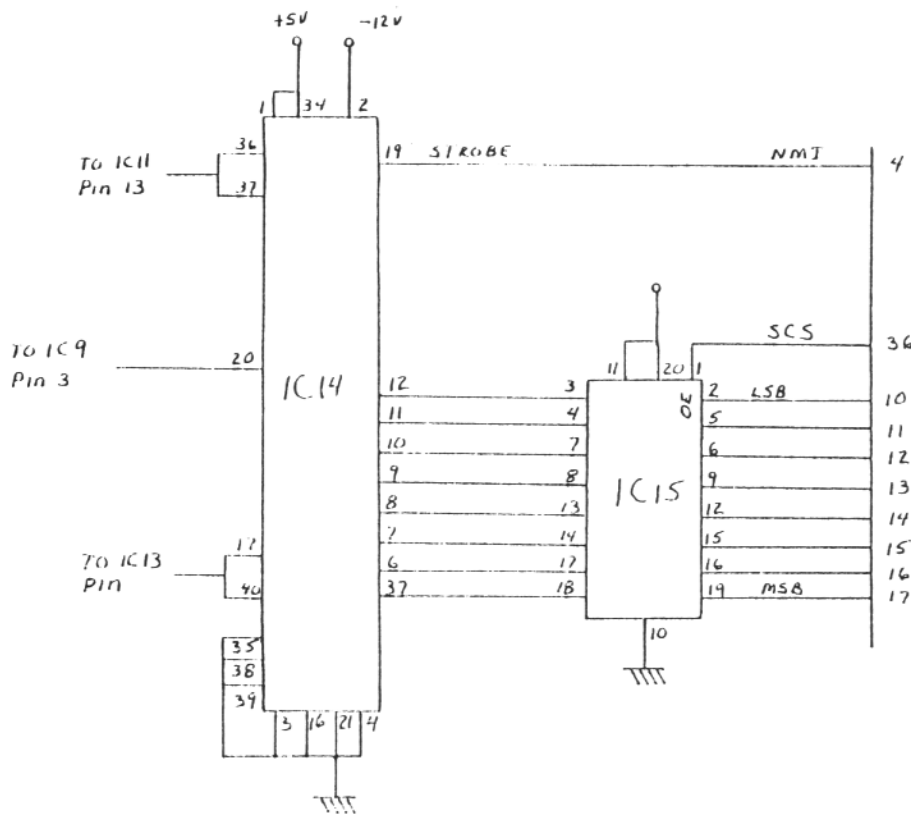 +5V -12V
1 34 2
36 19 STROBE NMI 4
TO IC11
Pin 13
37
SCS 36
TO IC9
Pin 3
20
11 20 1
IC14
12 3 OE 2 LSB 10
11 4 5 11
10 7 6 12
9 8 IC15 9 13
8 13 12 14
17 7 14 15 15
TO IC13
Pin
6 17 16 16
40 37 18 19 MSB 17
35
10
38
39
3 16 21 4